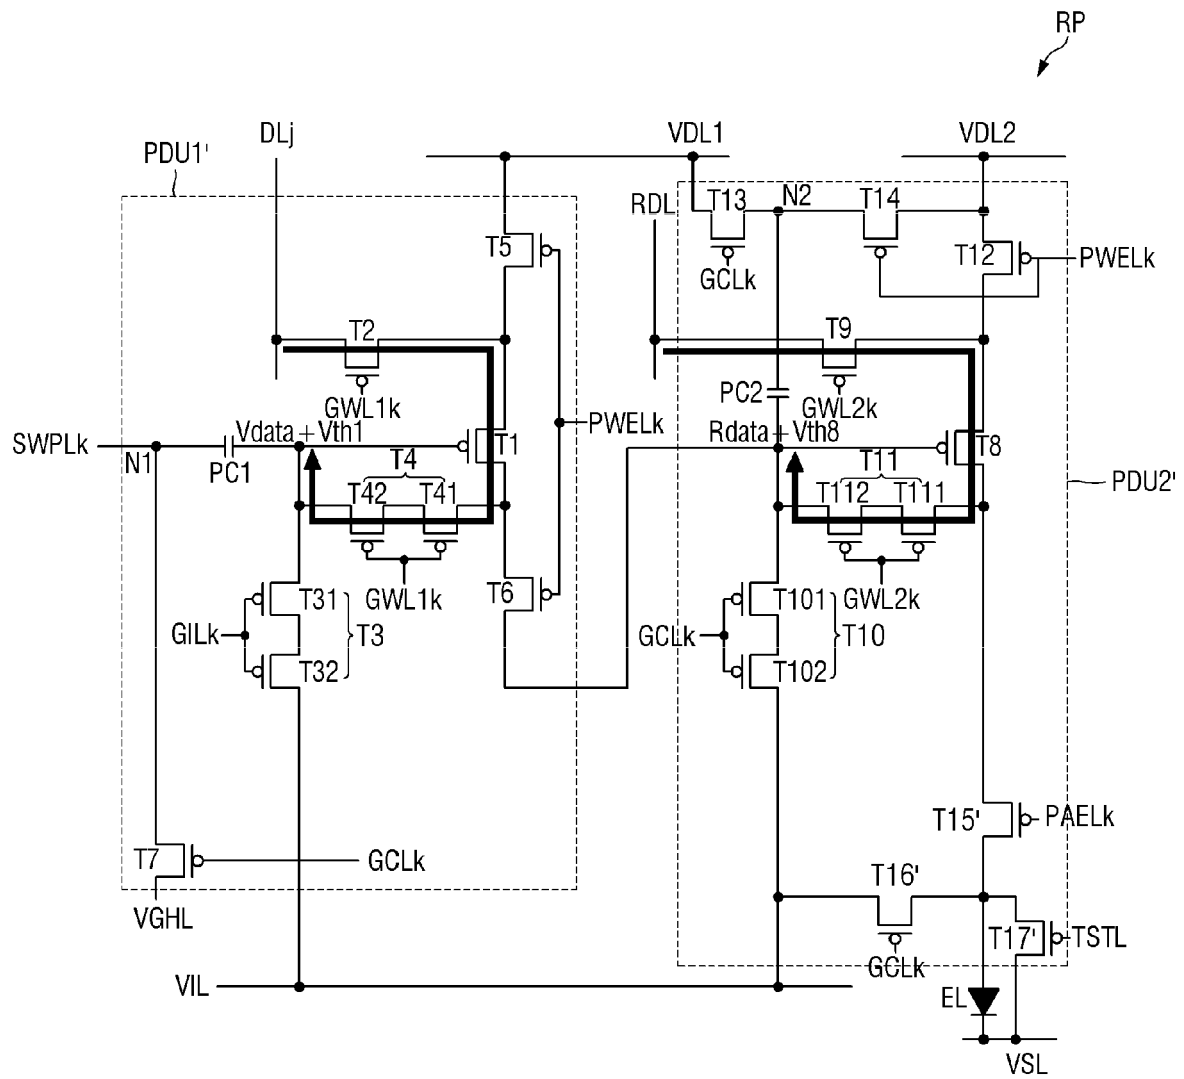 RP
DLj
VDL1
VDL2
PDU1'
RDL
T13
N2
T14
T5
T12
PWELk
GCLk
T2
T9
GWL1k
PC2
GWL2k
SWPLk
N1
PC1
Vdata+Vth1
T1
PWELk
Rdata+Vth8
T8
T4
T42
T41
T11
T112
T111
PDU2'
GWL1k
T6
GWL2k
T31
T32
T3
GILk
T101
T102
T10
GCLk
T15'
PAELk
T7
GCLk
VGHL
T16'
GCLk
T17'
TSTL
VIL
EL
VSL